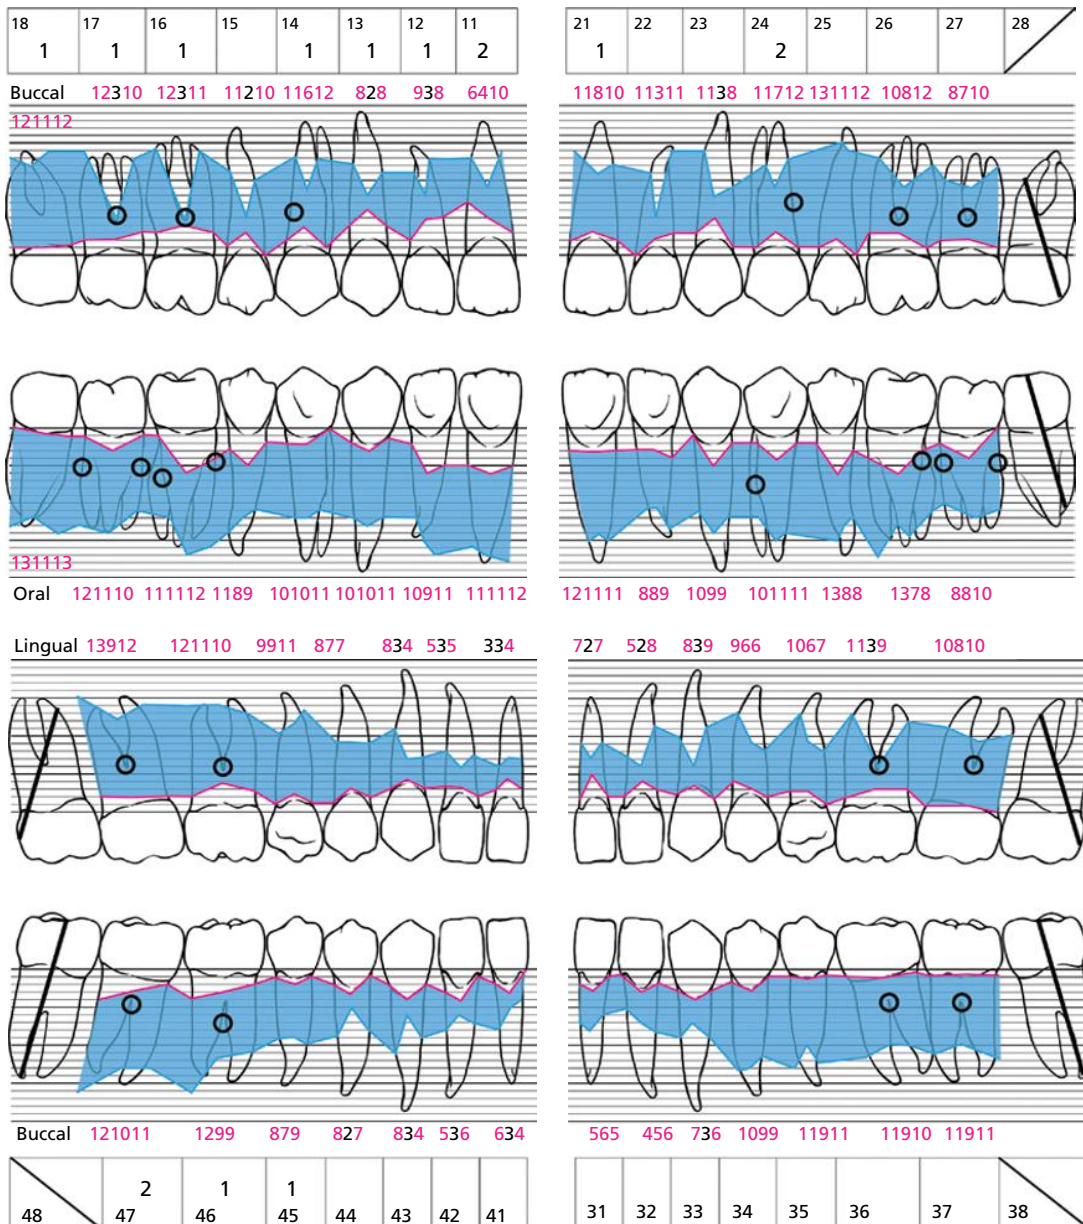 18 17 16 15 14 13 12 11 21 22 23 24 25 26 27 28
1 1 1 1 1 1 2 1 2
Buccal 12310 12311 11210 11612 828 938 6410 11810 11311 1138 11712 131112 10812 8710
121112
131113
Oral 121110 111112 1189 101011 101011 10911 111112 121111 889 1099 101111 1388 1378 8810
Lingual 13912 121110 9911 877 834 535 334 727 528 839 966 1067 1139 10810
Buccal 121011 1299 879 827 834 536 634 565 456 736 1099 11911 11910 11911
2 1 1
48 47 46 45 44 43 42 41 31 32 33 34 35 36 37 38